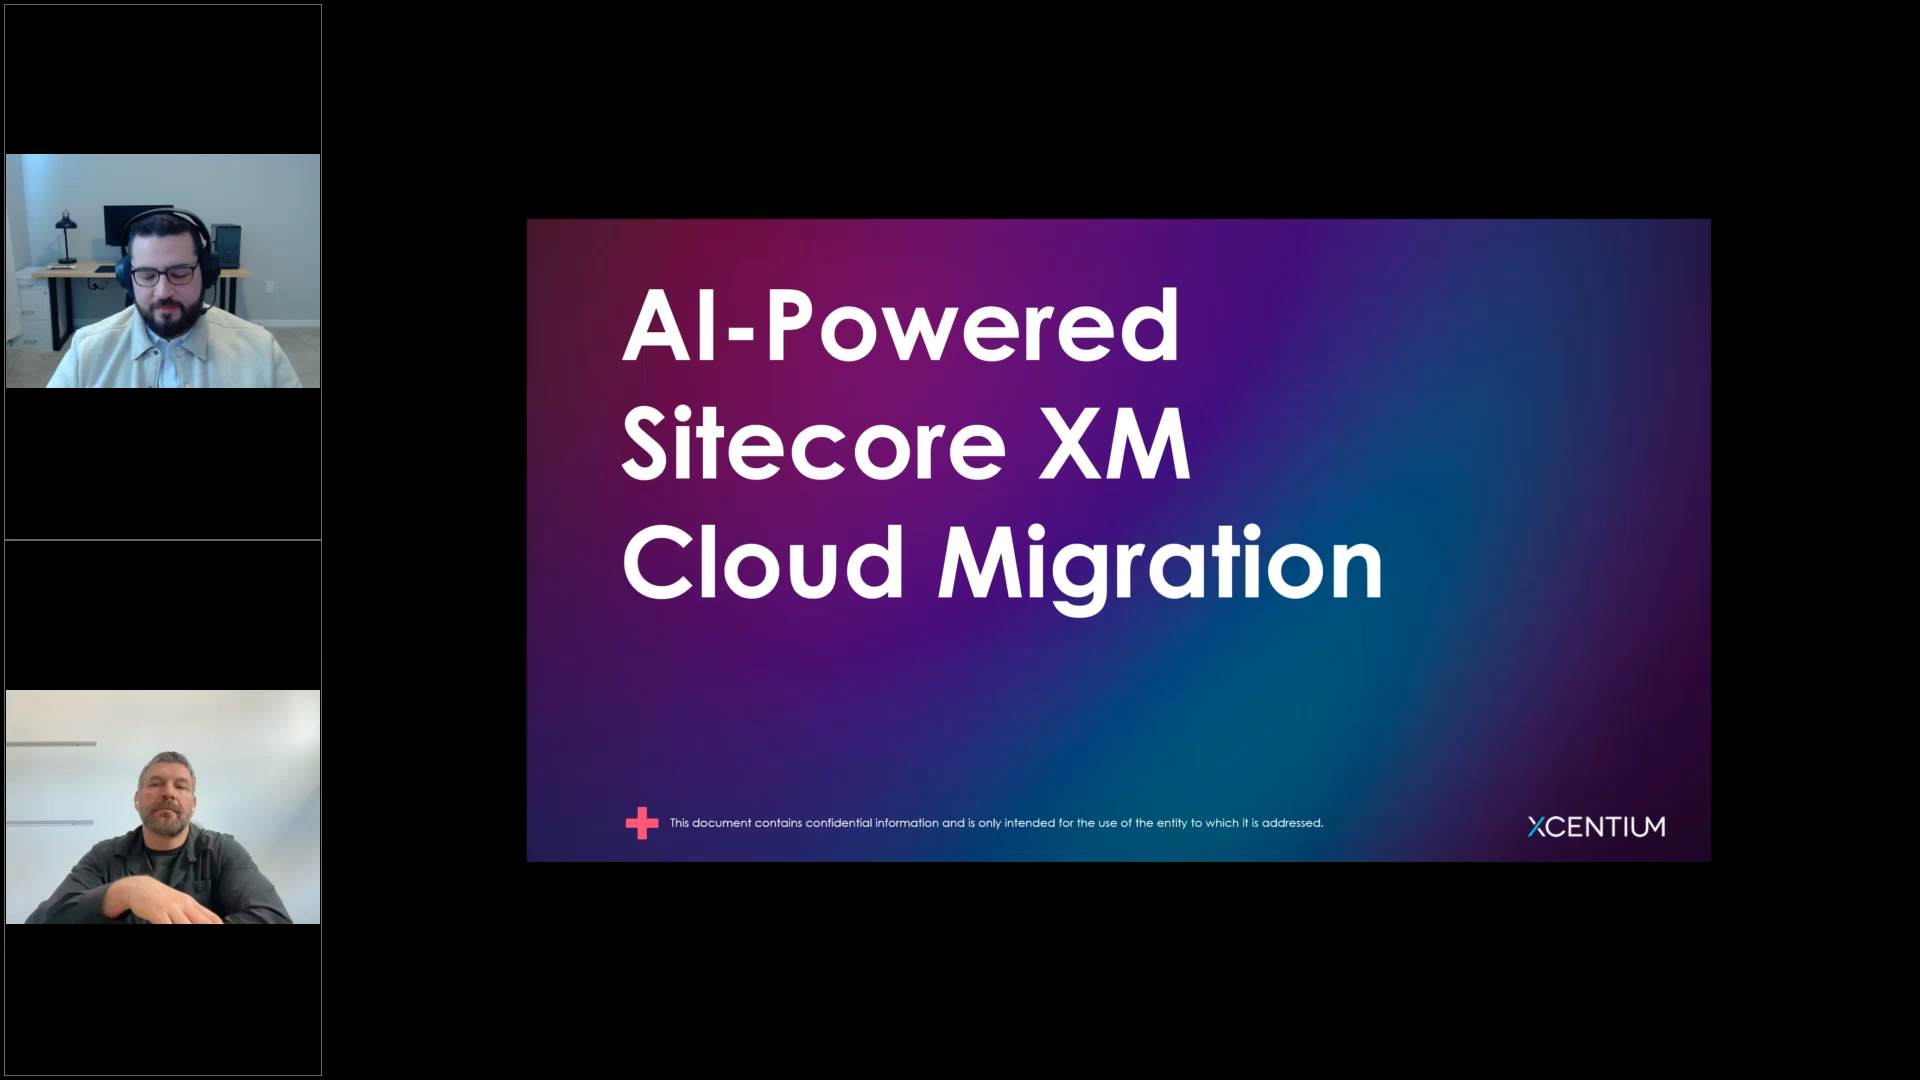 AI-Powered
Sitecore XM
Cloud Migration
This document contains confidential information and is only intended for the use of the entity to which it is addressed.
XCENTIUM